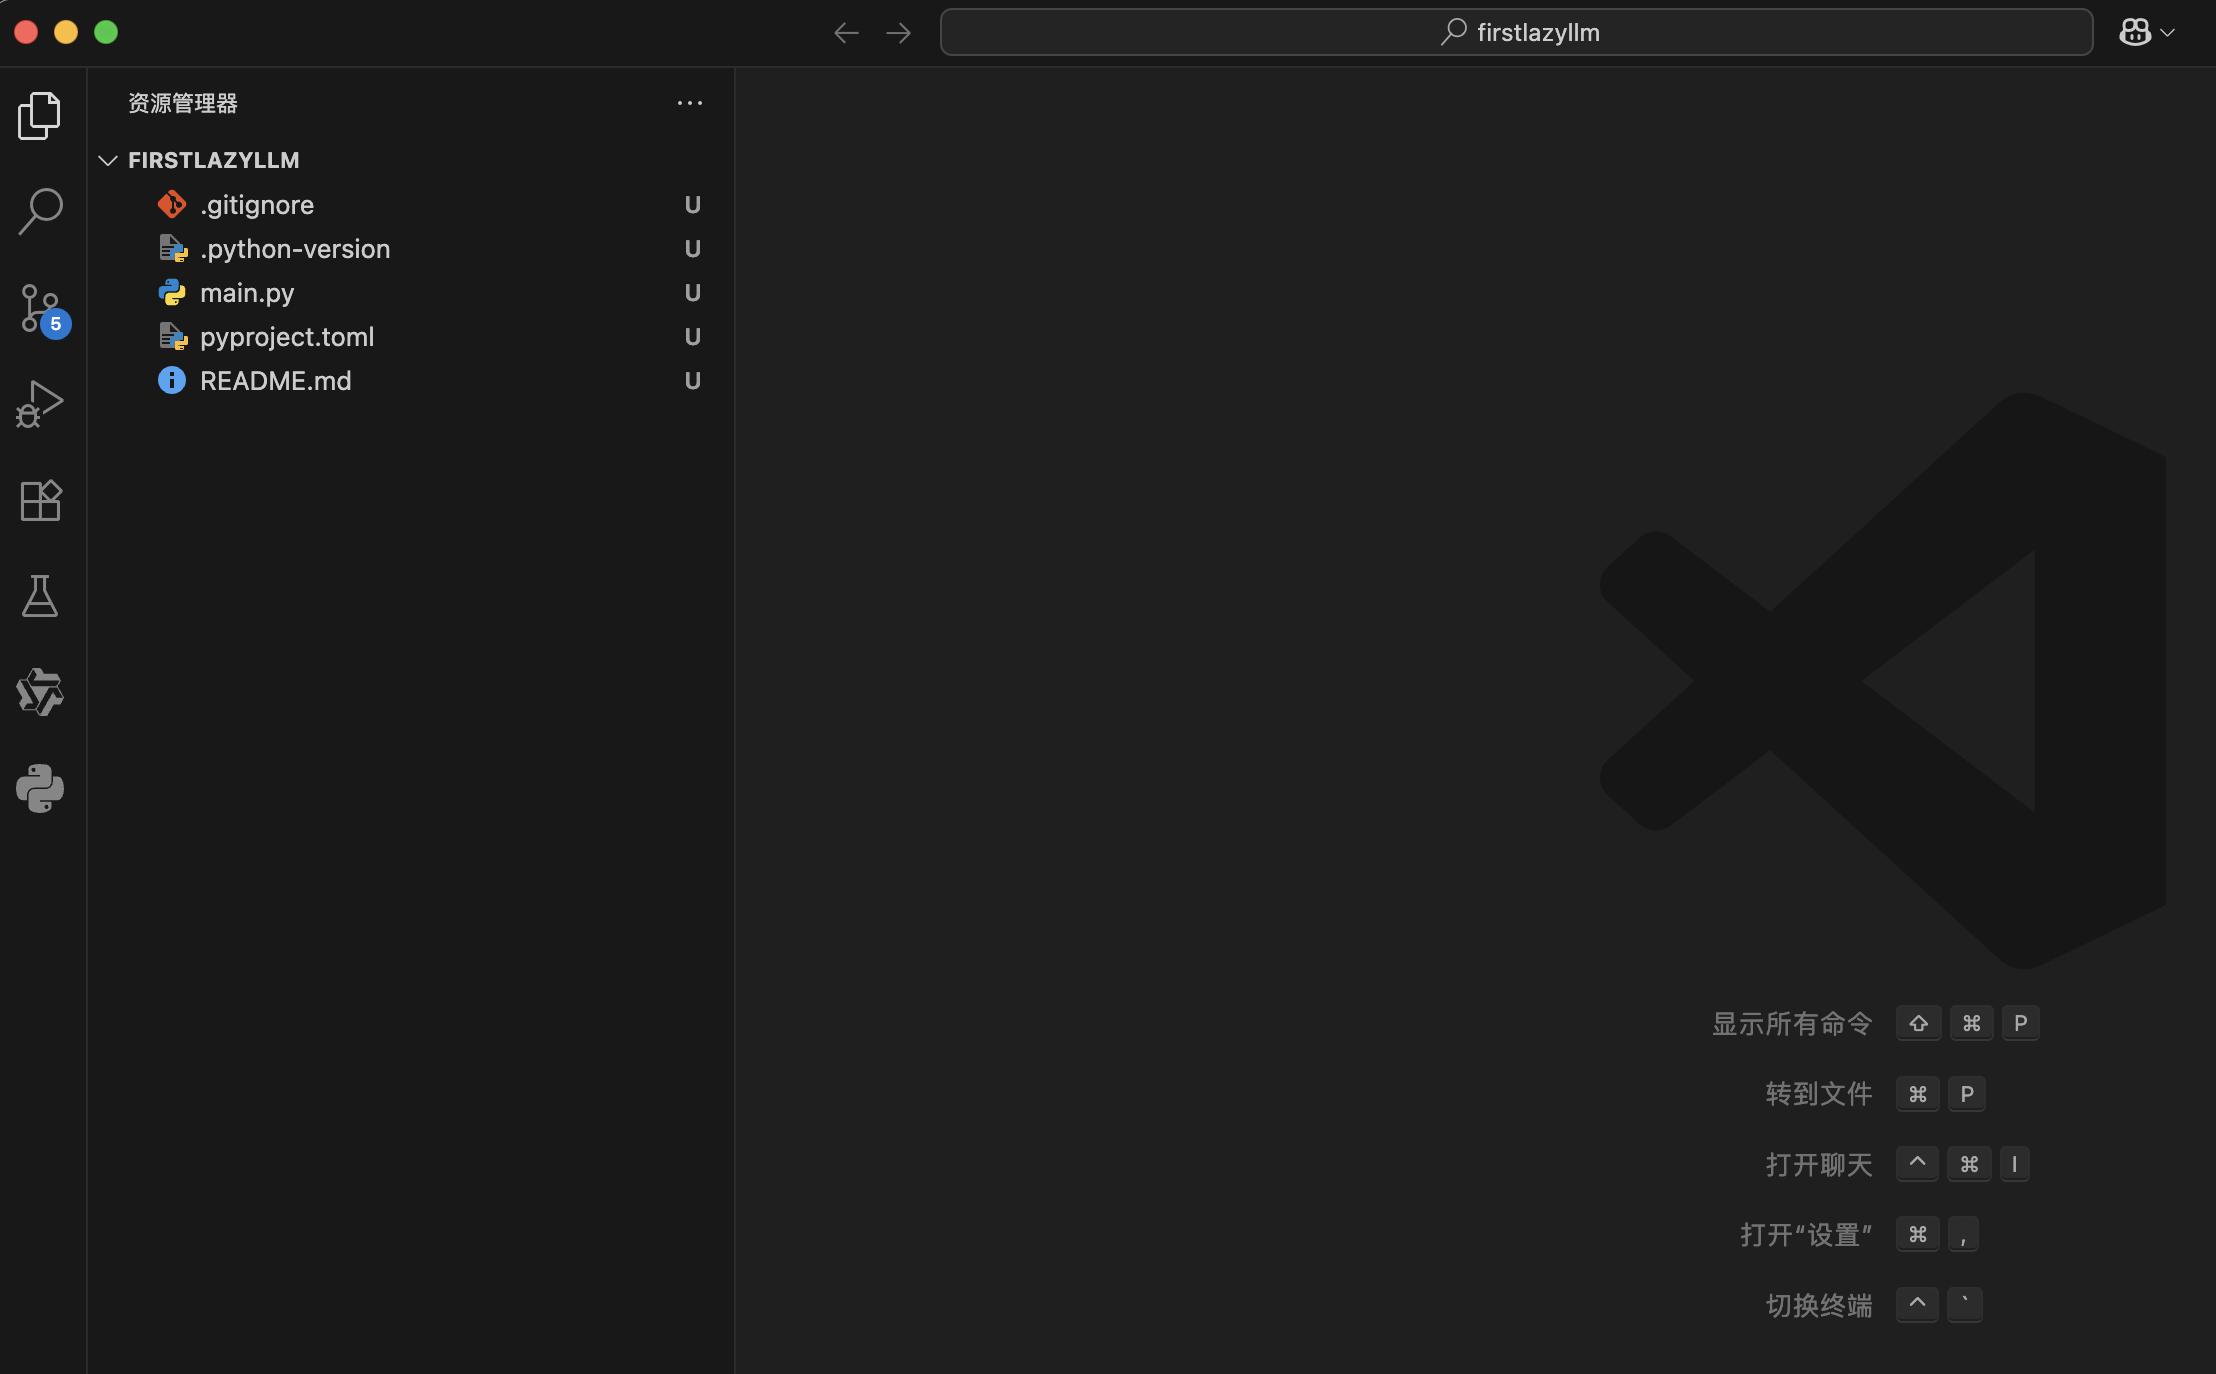 firstlazyllm
资源管理器
FIRSTLAZYLLM
.gitignore U
.python-version U
main.py U
pyproject.toml U
README.md U
5
显示所有命令 ⇧ ⌘ P
转到文件 ⌘ P
打开聊天 ^ ⌘ I
打开“设置” ⌘ ,
切换终端 ^ `